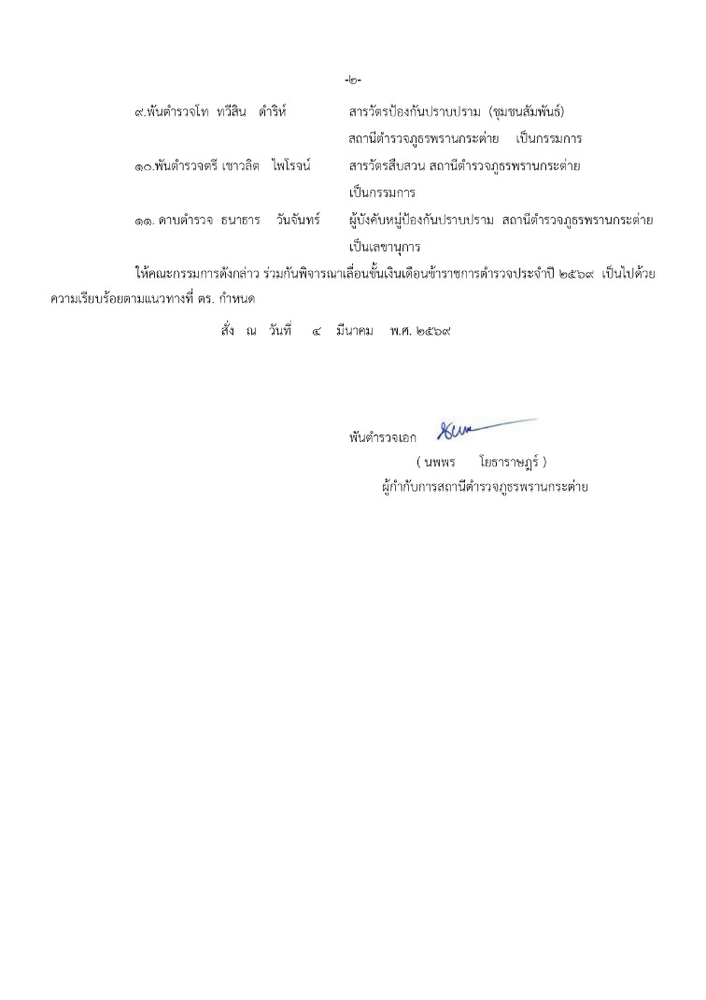 -๒-
๙.พันตำรวจโท ทวีสิน ดำริห์ สารวัตรป้องกันปราบปราม (ชุมชนสัมพันธ์)
สถานีตำรวจภูธรพรานกระต่าย เป็นกรรมการ
๑๐.พันตำรวจตรี เชาวลิต ไพโรจน์ สารวัตรสืบสวน สถานีตำรวจภูธรพรานกระต่าย
เป็นกรรมการ
๑๑. ดาบตำรวจ ธนาธาร วันจันทร์ ผู้บังคับหมู่ป้องกันปราบปราม สถานีตำรวจภูธรพรานกระต่าย
เป็นเลขานุการ
ให้คณะกรรมการดังกล่าว ร่วมกันพิจารณาเลื่อนขั้นเงินเดือนข้าราชการตำรวจประจำปี ๒๕๖๙ เป็นไปด้วย
ความเรียบร้อยตามแนวทางที่ ตร. กำหนด
สั่ง ณ วันที่ ๔ มีนาคม พ.ศ. ๒๕๖๙
พันตำรวจเอก
( นพพร โยธาราษฎร์ )
ผู้กำกับการสถานีตำรวจภูธรพรานกระต่าย